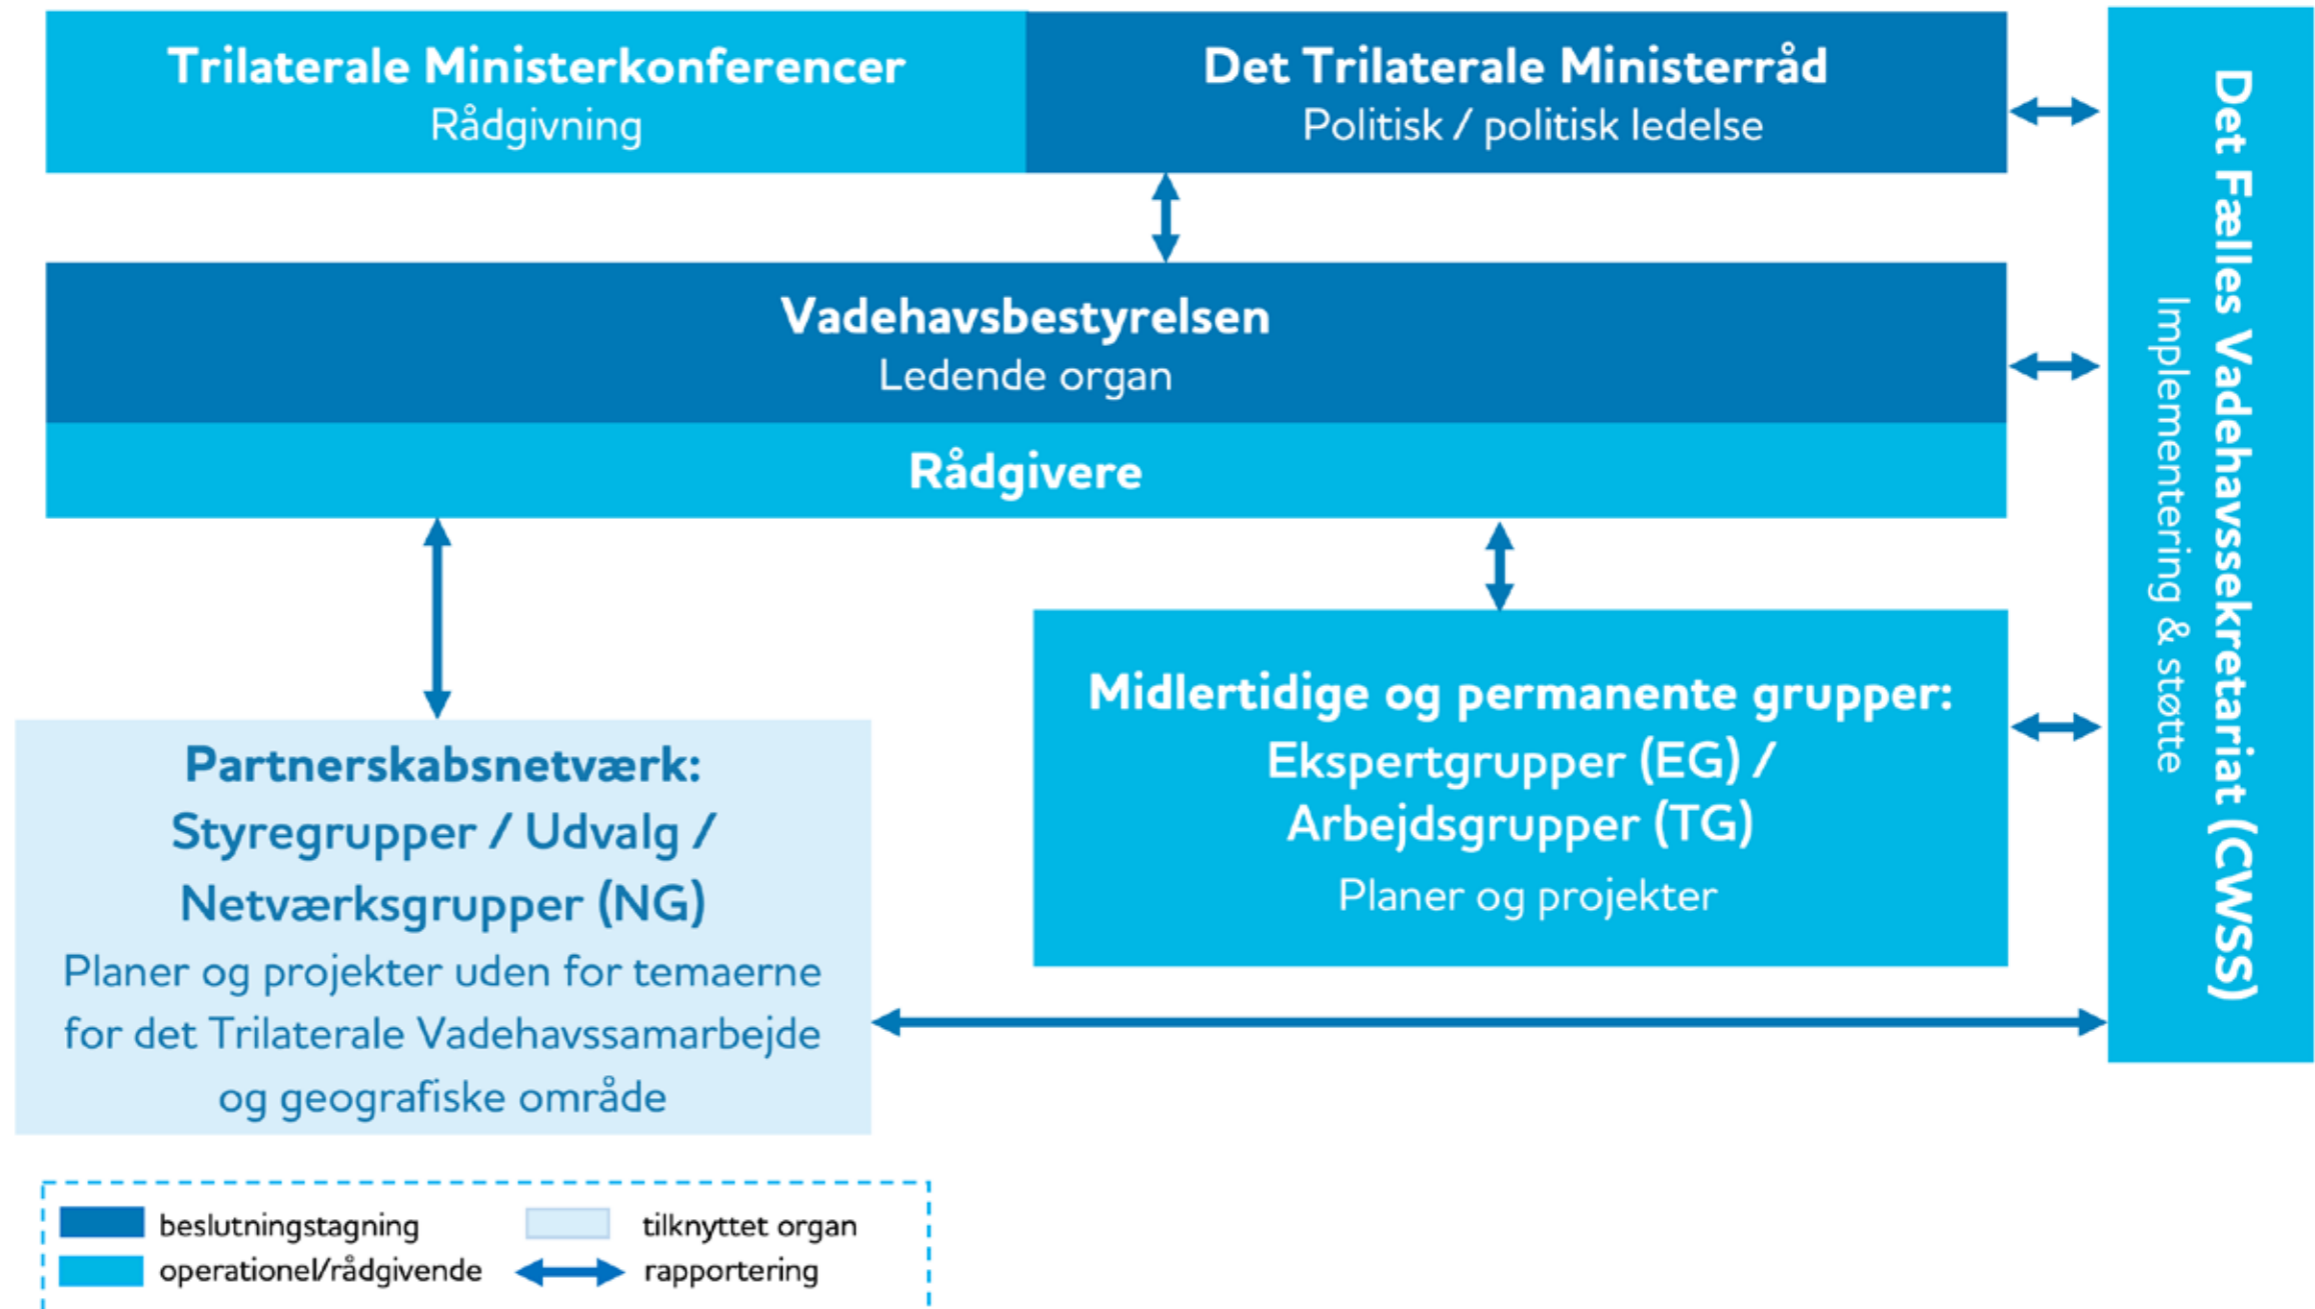 Trilaterale Ministerkonferencer
Rådgivning
Det Trilaterale Ministerråd
Politisk / politisk ledelse
Vadehavsbestyrelsen
Ledende organ
Rådgivere
Partnerskabsnetværk:
Styregrupper / Udvalg /
Netværksgrupper (NG)
Planer og projekter uden for temaerne
for det Trilaterale Vadehavssamarbejde
og geografiske område
Midlertidige og permanente grupper:
Ekspertgrupper (EG) /
Arbejdsgrupper (TG)
Planer og projekter
Det Fælles Vadehavssekretariat (CWSS)
Implementering & støtte
beslutningstagning
operationel/rådgivende
tilknyttet organ
rapportering